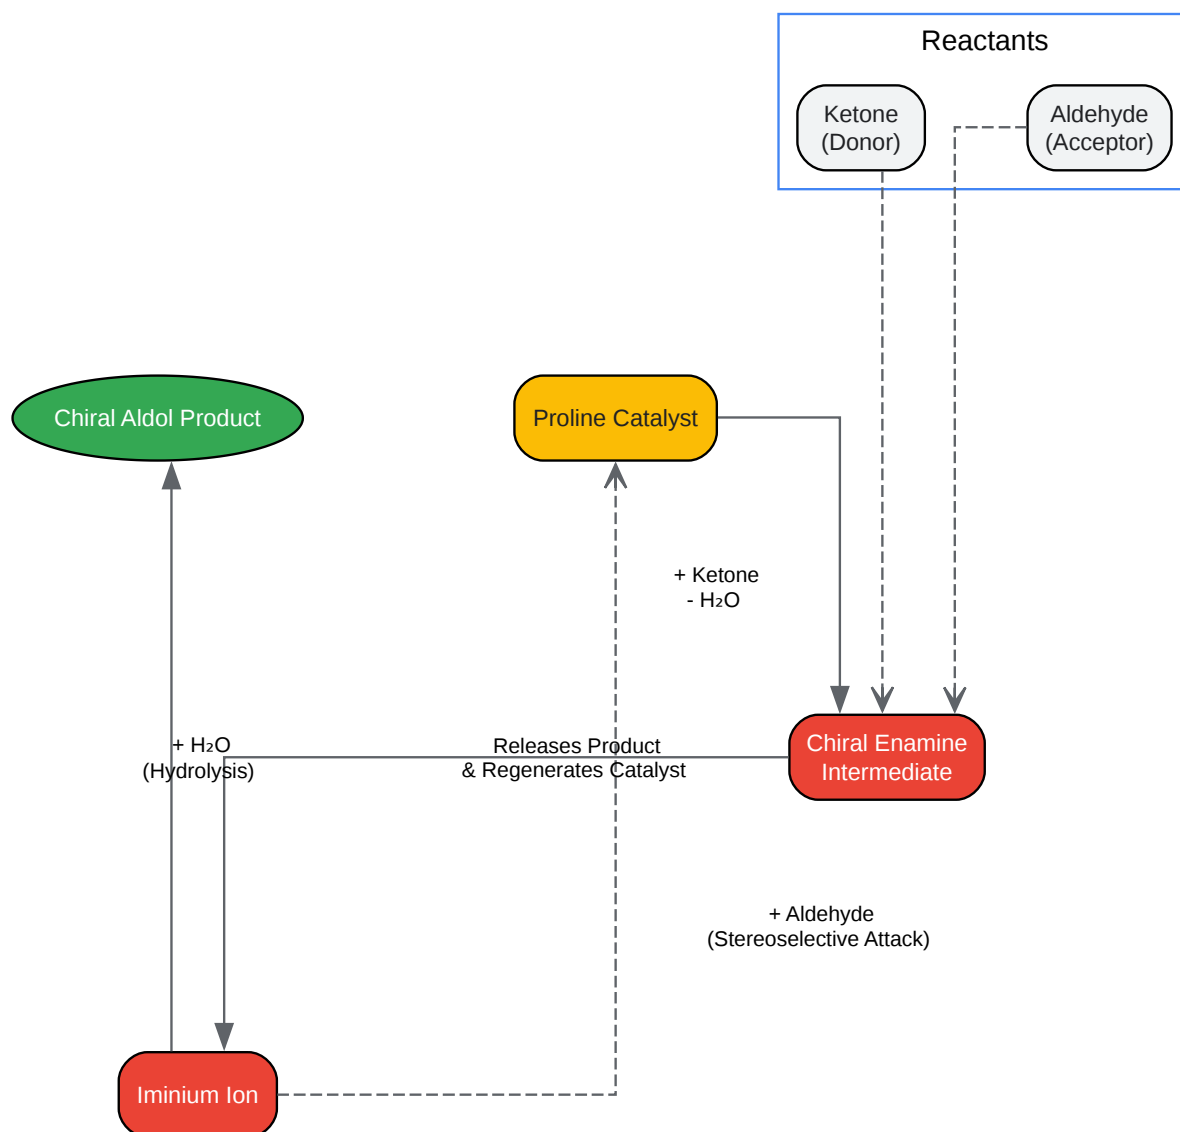 Reactants
Ketone
(Donor)
Aldehyde
(Acceptor)
Chiral Aldol Product
Proline Catalyst
+ Ketone
- H₂O
Chiral Enamine
Intermediate
+ H₂O
(Hydrolysis)
Releases Product
& Regenerates Catalyst
+ Aldehyde
(Stereoselective Attack)
Iminium Ion